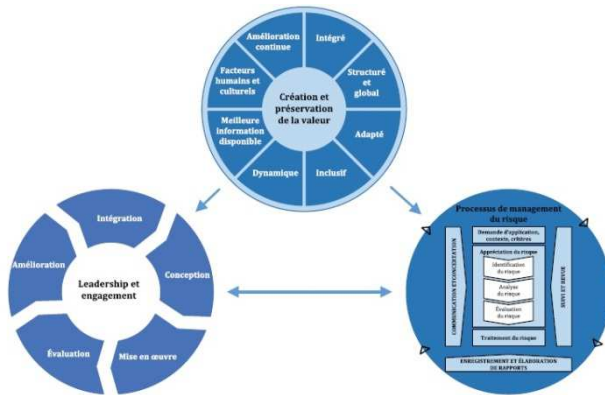 Amélioration
continue
Intégré
Facteurs
humains et
culturels
Structuré
et
global
Création et
préservation
de la valeur
Meilleure
information
disponible
Adapté
Dynamique
Inclusif
Intégration
Amélioration
Conception
Leadership et
engagement
Évaluation
Mise en œuvre
Processus de management
du risque
Demande d'application,
contexte, critères
Appréciation du risque
Identification
du risque
Analyse
du risque
Évaluation
du risque
Traitement du risque
COMMUNICATION ET CONCERTATION
SUIVI ET REVUE
ENREGISTREMENT ET ÉLABORATION
DE RAPPORTS